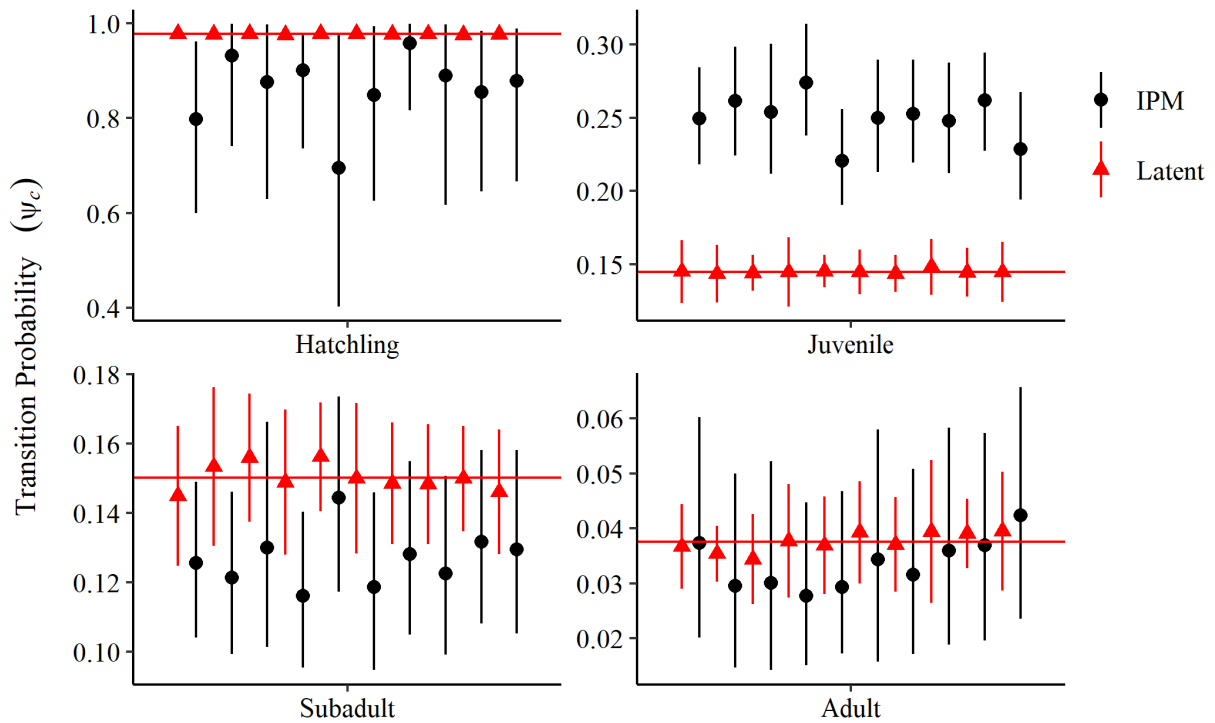 Transition Probability (ψc)
1.0
0.8
0.6
0.4
Hatchling
0.30
0.25
0.20
0.15
Juvenile
IPM
Latent
0.18
0.16
0.14
0.12
0.10
Subadult
0.06
0.05
0.04
0.03
0.02
Adult